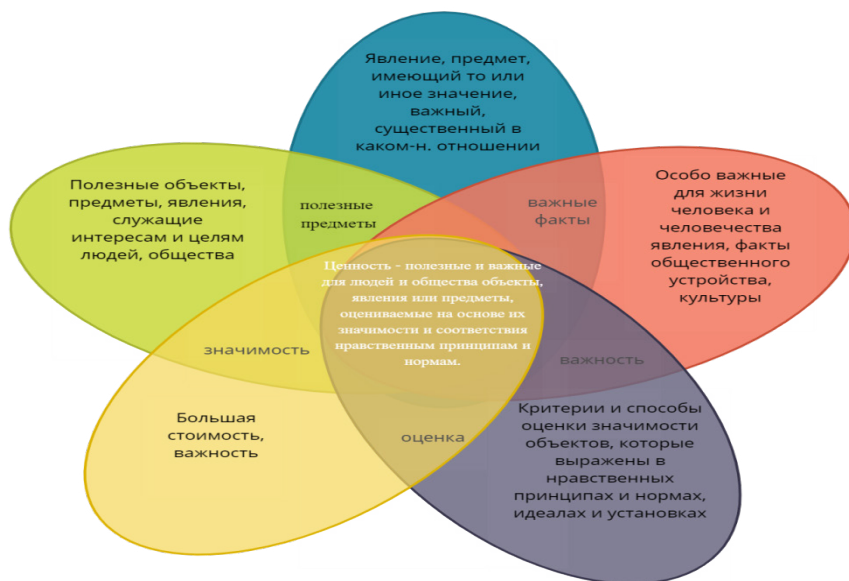 Явление, предмет,
имеющий то или
иное значение,
важный,
существенный в
каком-н. отношении
Полезные объекты,
предметы, явления,
служащие
интересам и целям
людей, общества
полезные
предметы
важные
факты
Особо важные
для жизни
человека и
человечества
явления, факты
общественного
устройства,
культуры
Ценность - полезные и важные
для людей и общества объекты,
явления или предметы,
оцениваемые на основе их
значимости и соответствия
нравственным принципам и
нормам.
значимость
важность
Большая
стоимость,
важность
оценка
Критерии и способы
оценки значимости
объектов, которые
выражены в
нравственных
принципах и нормах,
идеалах и установках